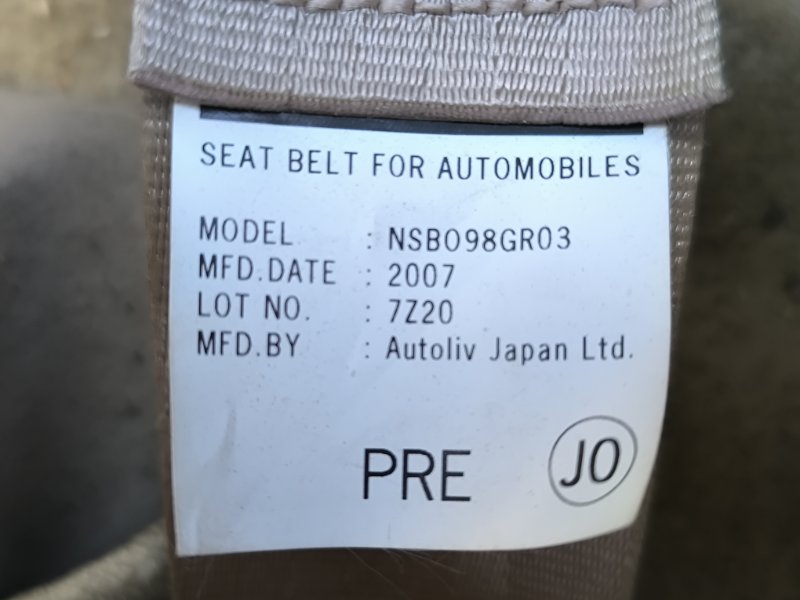 SEAT BELT FOR AUTOMOBILES
MODEL : NSB098GR03
MFD.DATE : 2007
LOT NO. : 7Z20
MFD.BY : Autoliv Japan Ltd.
PRE JO